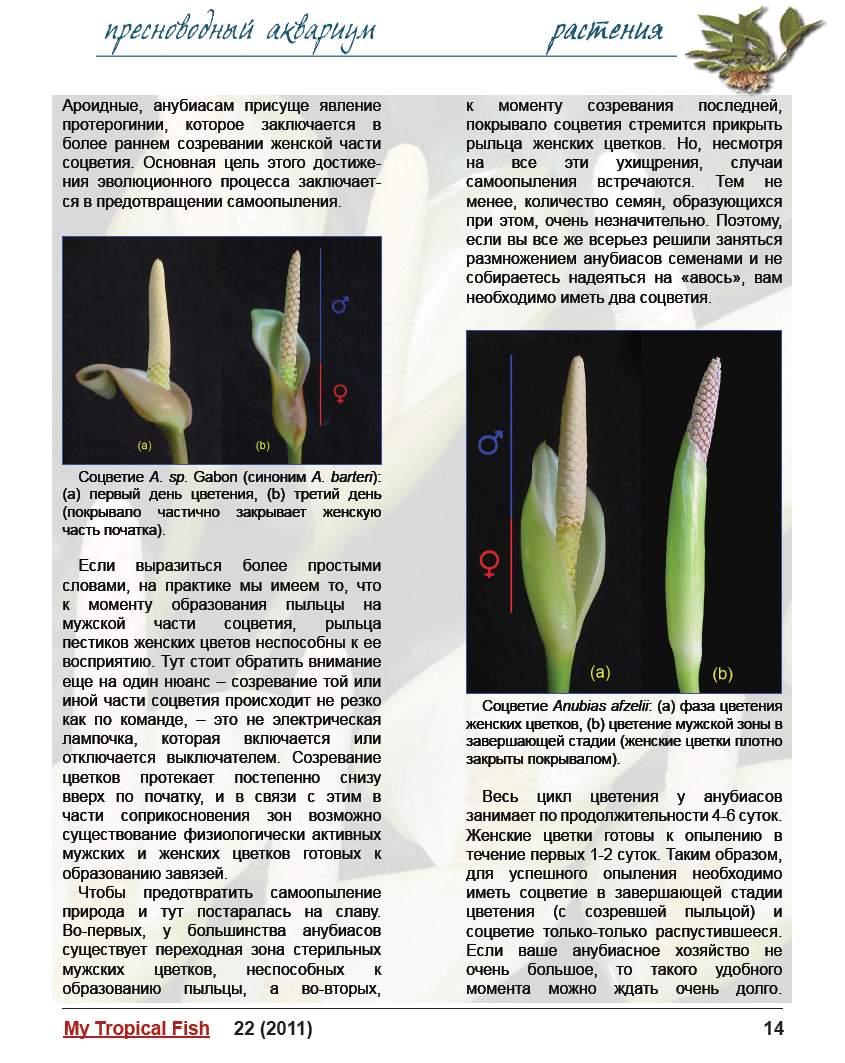 пресноводный аквариум
растения
Ароидные, анубиасам присуще явление
протерогинии, которое заключается в
более раннем созревании женской части
соцветия. Основная цель этого достиже-
ния эволюционного процесса заключает-
ся в предотвращении самоопыления.
♂
♀
(a)
(b)
Соцветие A. sp. Gabon (синоним A. barteri):
(a) первый день цветения, (b) третий день
(покрывало частично закрывает женскую
часть початка).
Если выразиться более простыми
словами, на практике мы имеем то, что
к моменту образования пыльцы на
мужской части соцветия, рыльца
пестиков женских цветов неспособны к ее
восприятию. Тут стоит обратить внимание
еще на один нюанс – созревание той или
иной части соцветия происходит не резко
как по команде, – это не электрическая
лампочка, которая включается или
отключается выключателем. Созревание
цветков протекает постепенно снизу
вверх по початку, и в связи с этим в
части соприкосновения зон возможно
существование физиологически активных
мужских и женских цветков готовых к
образованию завязей.
Чтобы предотвратить самоопыление
природа и тут постаралась на славу.
Во-первых, у большинства анубиасов
существует переходная зона стерильных
мужских цветков, неспособных к
образованию пыльцы, а во-вторых,
к моменту созревания последней,
покрывало соцветия стремится прикрыть
рыльца женских цветков. Но, несмотря
на все эти ухищрения, случаи
самоопыления встречаются. Тем не
менее, количество семян, образующихся
при этом, очень незначительно. Поэтому,
если вы все же всерьез решили заняться
размножением анубиасов семенами и не
собираетесь надеяться на «авось», вам
необходимо иметь два соцветия.
♂
♀
(a)
(b)
Соцветие Anubias afzelii: (a) фаза цветения
женских цветков, (b) цветение мужской зоны в
завершающей стадии (женские цветки плотно
закрыты покрывалом).
Весь цикл цветения у анубиасов
занимает по продолжительности 4-6 суток.
Женские цветки готовы к опылению в
течение первых 1-2 суток. Таким образом,
для успешного опыления необходимо
иметь соцветие в завершающей стадии
цветения (с созревшей пыльцой) и
соцветие только-только распустившееся.
Если ваше анубиасное хозяйство не
очень большое, то такого удобного
момента можно ждать очень долго.
My Tropical Fish 22 (2011)
14